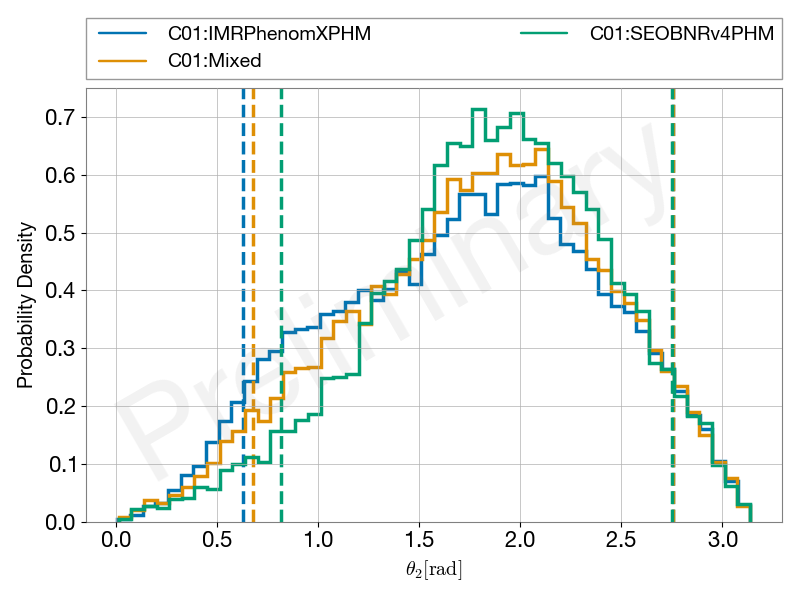 C01:IMRPhenomXPHM
C01:Mixed
C01:SEOBNRv4PHM
Preliminary
Probability Density
0.7
0.6
0.5
0.4
0.3
0.2
0.1
0.0
0.0 0.5 1.0 1.5 2.0 2.5 3.0
θ₂[rad]